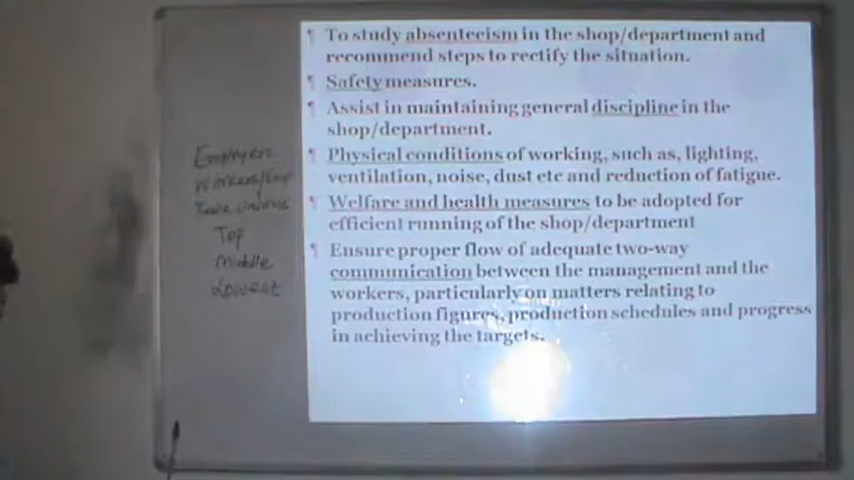 ¶ To study absenteeism in the shop/department and
recommend steps to rectify the situation.
¶ Safety measures.
¶ Assist in maintaining general discipline in the
shop/department.
¶ Physical conditions of working, such as, lighting,
ventilation, noise, dust etc and reduction of fatigue.
¶ Welfare and health measures to be adopted for
efficient running of the shop/department
¶ Ensure proper flow of adequate two-way
communication between the management and the
workers, particularly on matters relating to
production figures, production schedules and progress
in achieving the targets.
Employers
Workers/Emp
Trade Unions
Top
Middle
Lowest